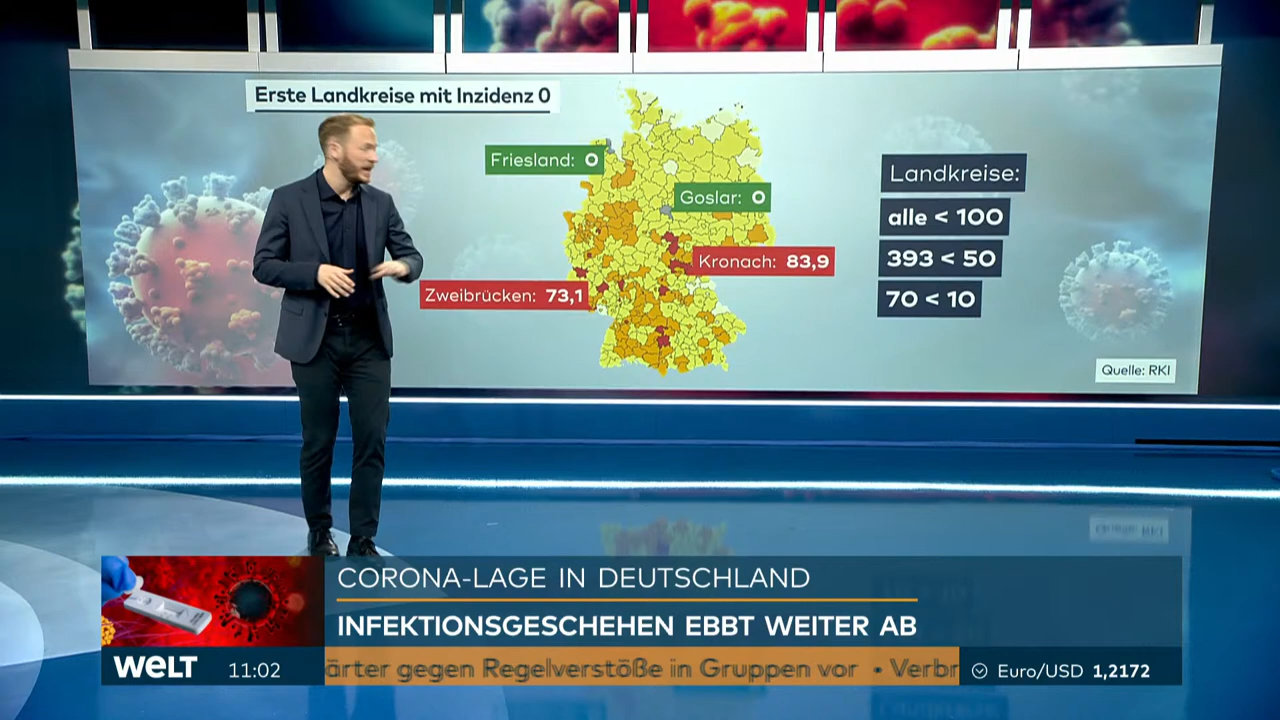 Erste Landkreise mit Inzidenz 0
Friesland: 0
Goslar: 0
Kronach: 83,9
Zweibrücken: 73,1
Landkreise:
alle < 100
393 < 50
70 < 10
Quelle: RKI
CORONA-LAGE IN DEUTSCHLAND
INFEKTIONSGESCHEHEN EBBT WEITER AB
welt 11:02 ärter gegen Regelverstöße in Gruppen vor • Verbr Euro/USD 1,2172